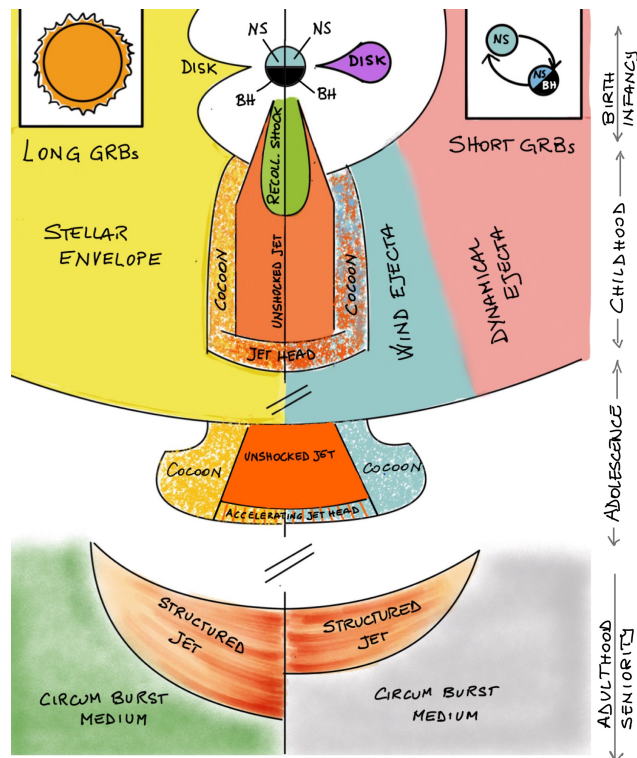 NS
NS
NS
DISK
DISK
NS
BH
BH
BH
LONG GRBs
SHORT GRBs
RECOLL. SHOCK
STELLAR
ENVELOPE
COCOON
UNSHOCKED JET
COCOON
WIND EJECTA
DYNAMICAL
EJECTA
JET HEAD
BIRTH
INFANCY
CHILDHOOD
COCOON
UNSHOCKED JET
COCOON
ACCELERATING JET HEAD
ADOLESCENCE
STRUCTURED
JET
STRUCTURED
JET
CIRCUM BURST
MEDIUM
CIRCUM BURST
MEDIUM
ADULTHOOD
SENIORITY